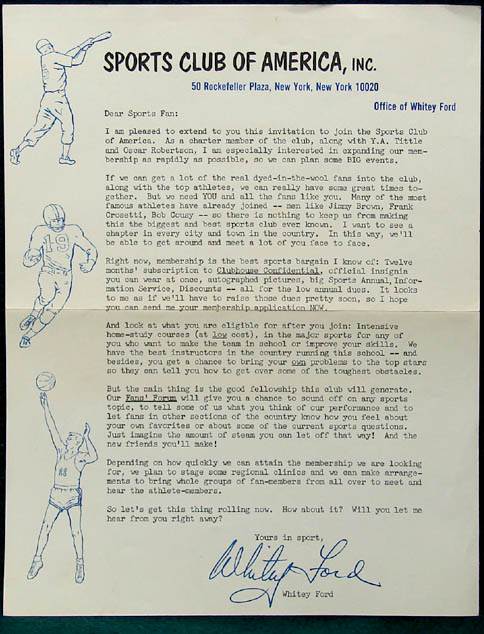 SPORTS CLUB OF AMERICA, INC.
50 Rockefeller Plaza, New York, New York 10020
Office of Whitey Ford
Dear Sports Fan:
I am pleased to extend to you this invitation to join the Sports Club
of America. As a charter member of the club, along with Y.A. Tittle
and Oscar Robertson, I am especially interested in expanding our mem-
bership as rapidly as possible, so we can plan some BIG events.
If we can get a lot of the real dyed-in-the-wool fans into the club,
along with the top athletes, we can really have some great times to-
gether. But we need YOU and all the fans like you. Many of the most
famous athletes have already joined -- men like Jimmy Brown, Frank
Crosetti, Bob Cousy -- so there is nothing to keep us from making
this the biggest and best sports club ever known. I want to see a
chapter in every city and town in the country. In this way, we'll
be able to get around and meet a lot of you face to face.
Right now, membership is the best sports bargain I know of: Twelve
months' subscription to Clubhouse Confidential, official insignia
you can wear at once, autographed pictures, big Sports Annual, Infor-
mation Service, Discounts -- all for the low annual dues. It looks
to me as if we'll have to raise those dues pretty soon, so I hope
you can send me your membership application NOW.
And look at what you are eligible for after you join: Intensive
home-study courses (at low cost), in the major sports for any of
you who want to make the team in school or improve your skills. We
have the best instructors in the country running this school -- and
besides, you get a chance to bring your own problems to the top stars
so they can tell you how to get over some of the toughest obstacles.
But the main thing is the good fellowship this club will generate.
Our Fans' Forum will give you a chance to sound off on any sports
topic, to tell some of us what you think of our performance and to
let fans in other sections of the country know how you feel about
your own favorites or about some of the current sports questions.
Just imagine the amount of steam you can let off that way! And the
new friends you'll make!
Depending on how quickly we can attain the membership we are looking
for, we plan to stage some regional clinics and we can make arrange-
ments to bring whole groups of fan-members from all over to meet and
hear the athlete-members.
So let's get this thing rolling now. How about it? Will you let me
hear from you right away?
Yours in sport,
Whitey Ford
Whitey Ford